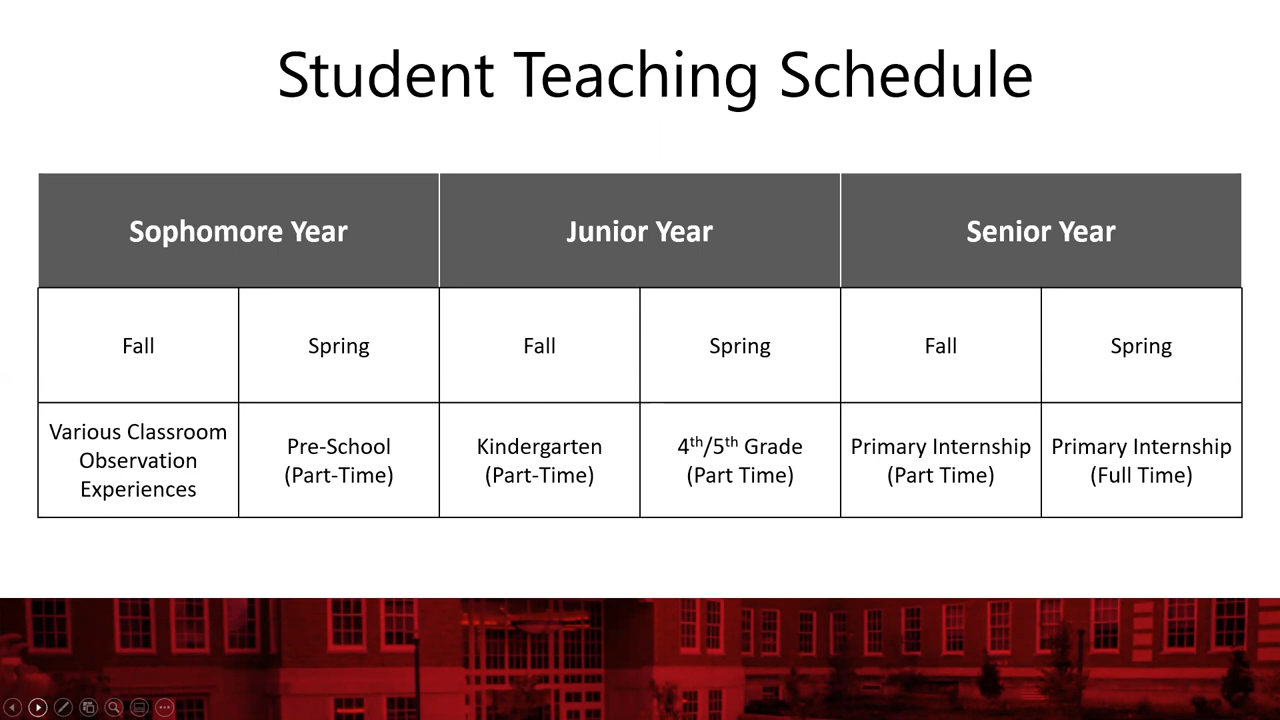 Student Teaching Schedule
Sophomore Year
Junior Year
Senior Year
Fall
Spring
Fall
Spring
Fall
Spring
Various Classroom
Observation
Experiences
Pre-School
(Part-Time)
Kindergarten
(Part-Time)
4th/5th Grade
(Part Time)
Primary Internship
(Part Time)
Primary Internship
(Full Time)